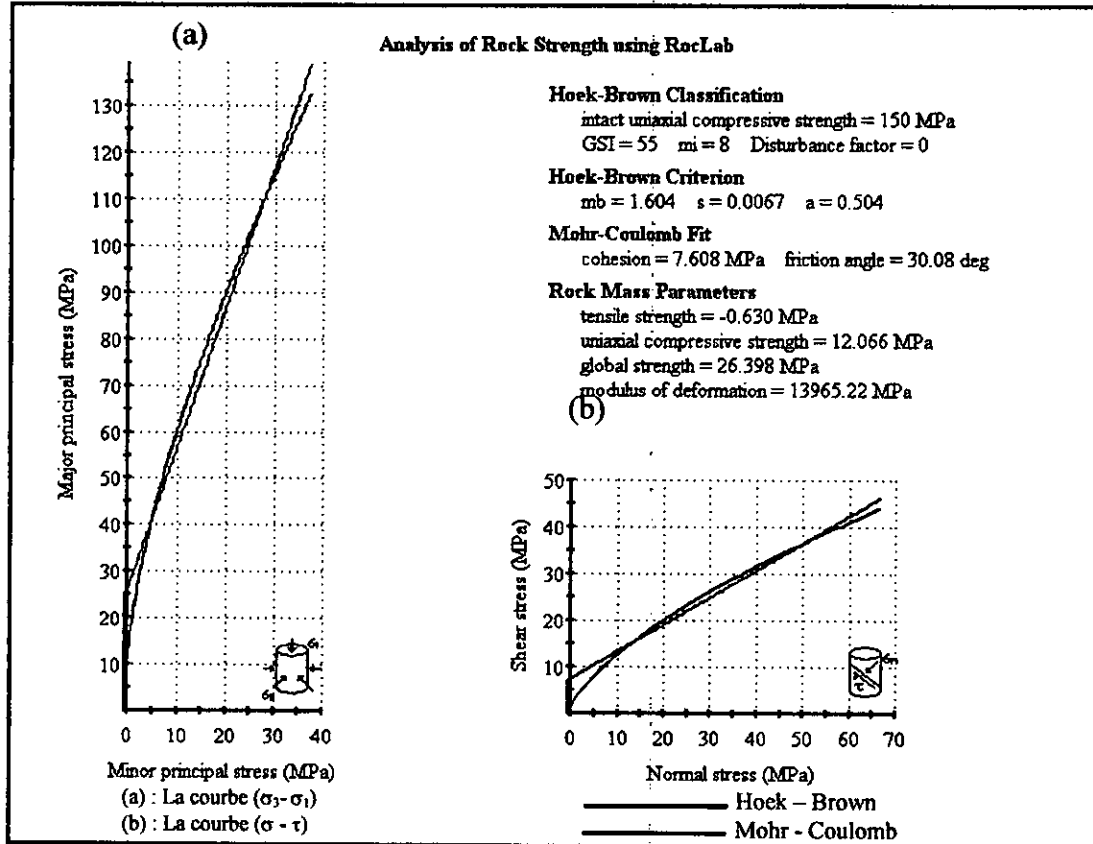 (a)
Analysis of Rock Strength using RocLab
Hoek-Brown Classification
intact uniaxial compressive strength = 150 MPa
GSI = 55 mi = 8 Disturbance factor = 0
Hoek-Brown Criterion
mb = 1.604 s = 0.0067 a = 0.504
Mohr-Coulomb Fit
cohesion = 7.608 MPa friction angle = 30.08 deg
Rock Mass Parameters
tensile strength = -0.630 MPa
uniaxial compressive strength = 12.066 MPa
global strength = 26.398 MPa
modulus of deformation = 13965.22 MPa
Major principal stress (MPa)
130
120
110
100
90
80
70
60
50
40
30
20
10
0 10 20 30 40
Minor principal stress (MPa)
(a) : La courbe (σ₃-σ₁)
(b) : La courbe (σ - τ)
(b)
Shear stress (MPa)
50
40
30
20
10
0
0 10 20 30 40 50 60 70
Normal stress (MPa)
Hoek – Brown
Mohr - Coulomb